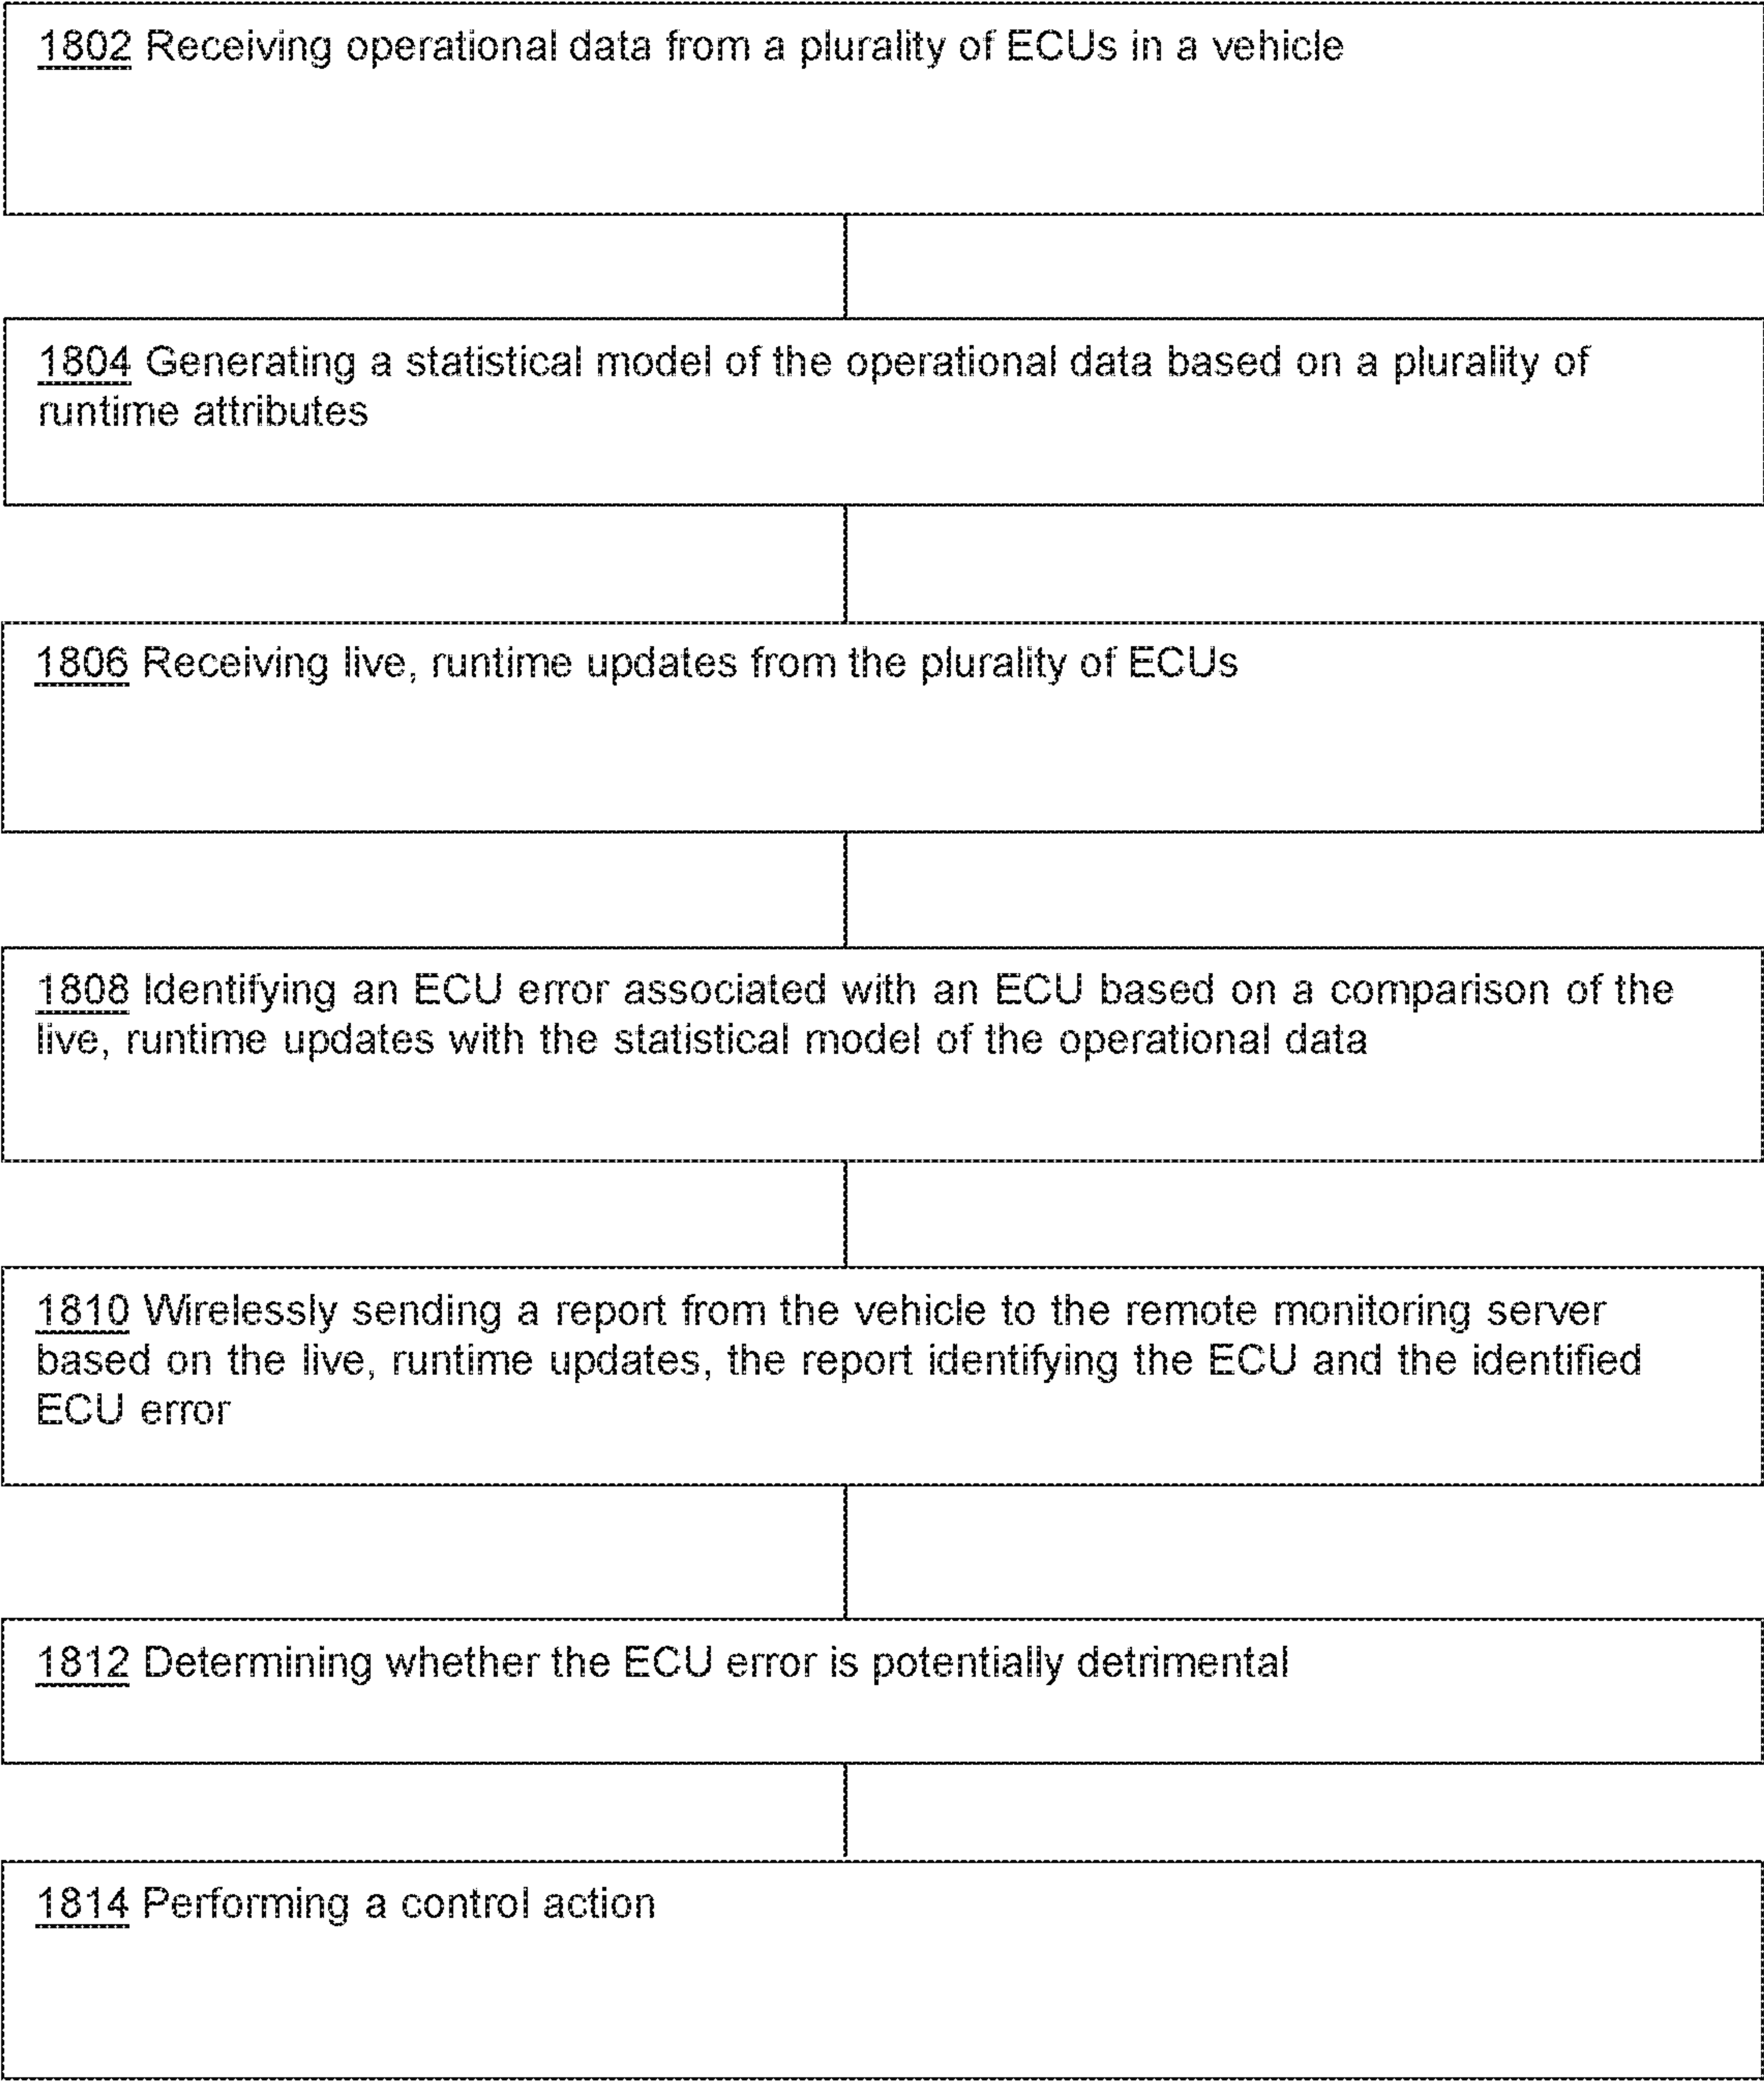 1802 Receiving operational data from a plurality of ECUs in a vehicle
1804 Generating a statistical model of the operational data based on a plurality of
runtime attributes
1806 Receiving live, runtime updates from the plurality of ECUs
1808 Identifying an ECU error associated with an ECU based on a comparison of the
live, runtime updates with the statistical model of the operational data
1810 Wirelessly sending a report from the vehicle to the remote monitoring server
based on the live, runtime updates, the report identifying the ECU and the identified
ECU error
1812 Determining whether the ECU error is potentially detrimental
1814 Performing a control action